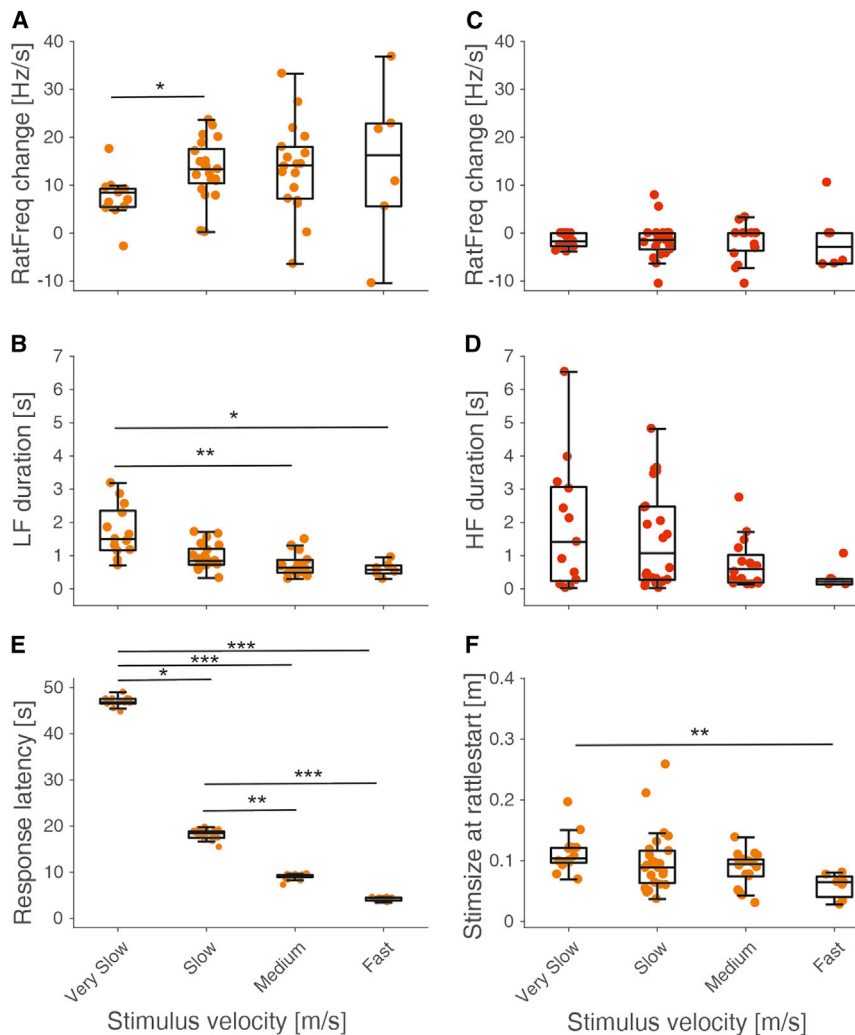 A
RatFreq change [Hz/s]
40
30
20
10
0
-10
*
C
RatFreq change [Hz/s]
40
30
20
10
0
-10
B
LF duration [s]
7
6
5
4
3
2
1
0
*
**
D
HF duration [s]
7
6
5
4
3
2
1
0
E
Response latency [s]
50
40
30
20
10
0
***
***
*
***
**
Very Slow
Slow
Medium
Fast
Stimulus velocity [m/s]
F
Stimsize at rattlestart [m]
0.4
0.3
0.2
0.1
0
**
Very Slow
Slow
Medium
Fast
Stimulus velocity [m/s]